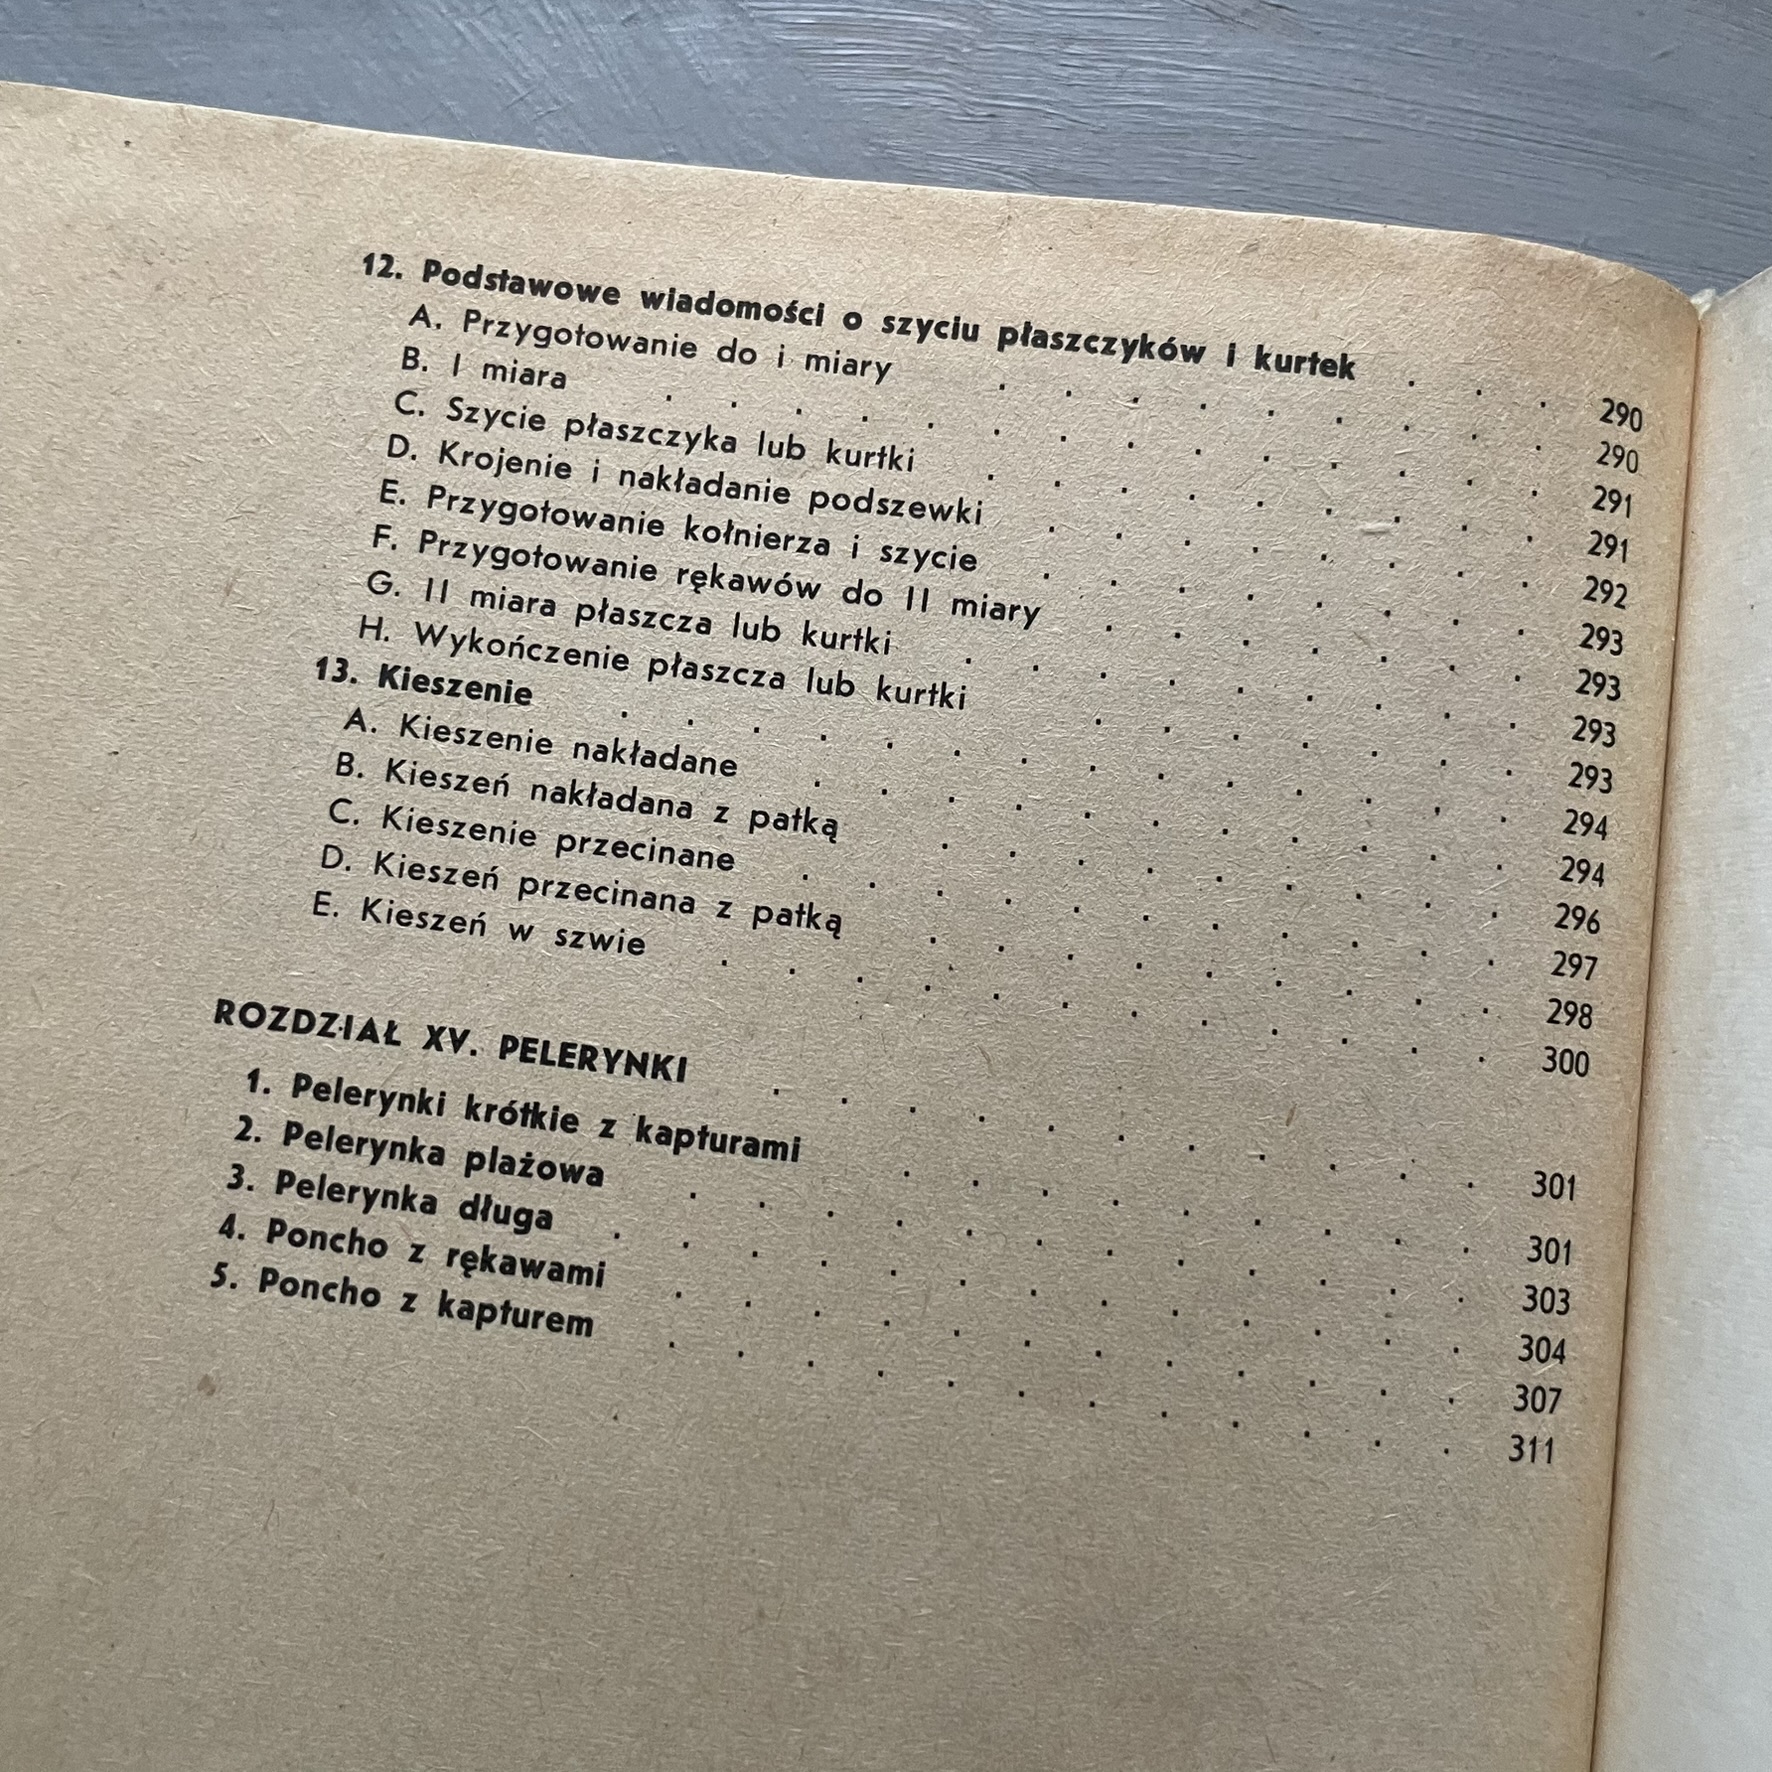 12. Podstawowe wiadomości o szyciu płaszczyków i kurtek . . . 290
A. Przygotowanie do i miary . . . . . . . . . 290
B. I miara . . . . . . . . . . . . . . 291
C. Szycie płaszczyka lub kurtki . . . . . . . . . 291
D. Krojenie i nakładanie podszewki . . . . . . . . 292
E. Przygotowanie kołnierza i szycie . . . . . . . . 293
F. Przygotowanie rękawów do II miary . . . . . . . 293
G. II miara płaszcza lub kurtki . . . . . . . . . 293
H. Wykończenie płaszcza lub kurtki . . . . . . . 293
13. Kieszenie . . . . . . . . . . . . . . 294
A. Kieszenie nakładane . . . . . . . . . . . 294
B. Kieszeń nakładana z patką . . . . . . . . . 296
C. Kieszenie przecinane . . . . . . . . . . . 297
D. Kieszeń przecinana z patką . . . . . . . . . 298
E. Kieszeń w szwie . . . . . . . . . . . . 300
ROZDZIAŁ XV. PELERYNKI . . . . . . . . . . . 301
1. Pelerynki krótkie z kapturami . . . . . . . . . 301
2. Pelerynka plażowa . . . . . . . . . . . . 303
3. Pelerynka długa . . . . . . . . . . . . . 304
4. Poncho z rękawami . . . . . . . . . . . . 307
5. Poncho z kapturem . . . . . . . . . . . . 311